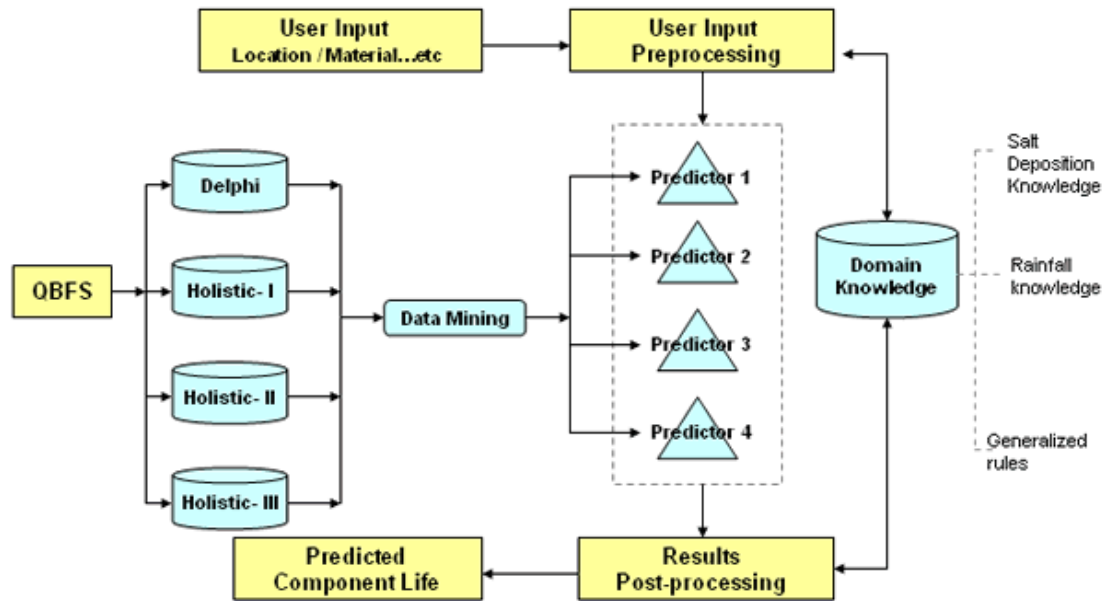 User Input
Location / Material...etc
User Input
Preprocessing
Salt
Deposition
Knowledge
Delphi
Predictor 1
Predictor 2
QBFS
Holistic- I
Data Mining
Domain
Knowledge
Rainfall
knowledge
Predictor 3
Holistic- II
Predictor 4
Generalized
rules
Holistic- III
Predicted
Component Life
Results
Post-processing